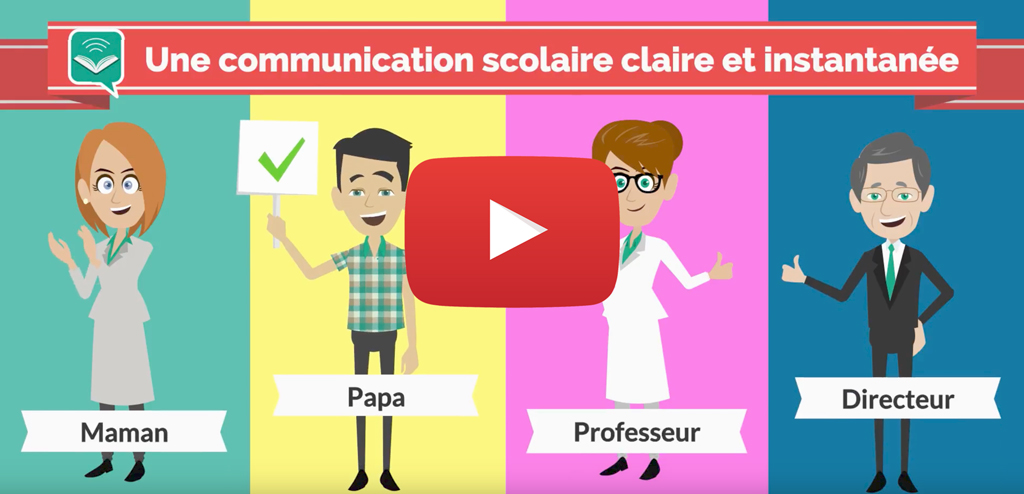 Une communication scolaire claire et instantanée
Maman
Papa
Professeur
Directeur